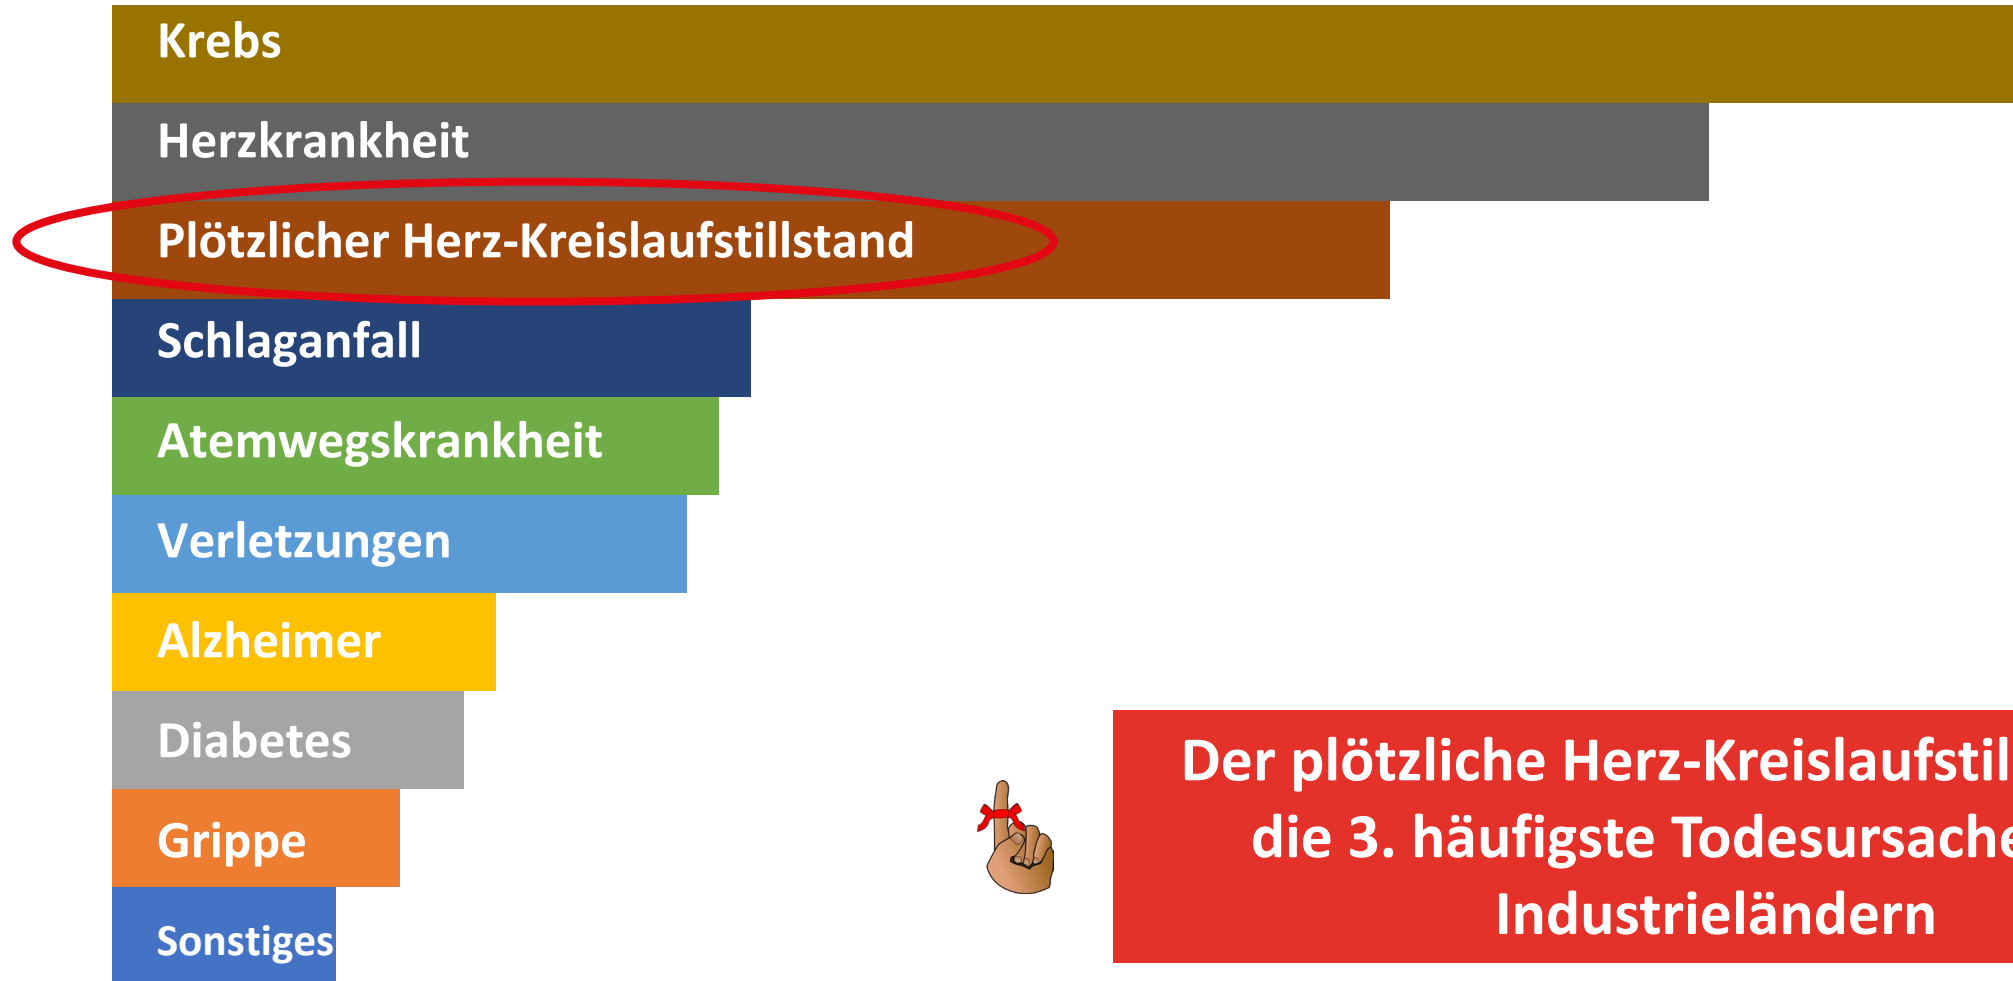 Krebs
Herzkrankheit
Plötzlicher Herz-Kreislaufstillstand
Schlaganfall
Atemwegskrankheit
Verletzungen
Alzheimer
Diabetes
Grippe
Sonstiges
Der plötzliche Herz-Kreislaufstil
die 3. häufigste Todesursache
Industrieländern